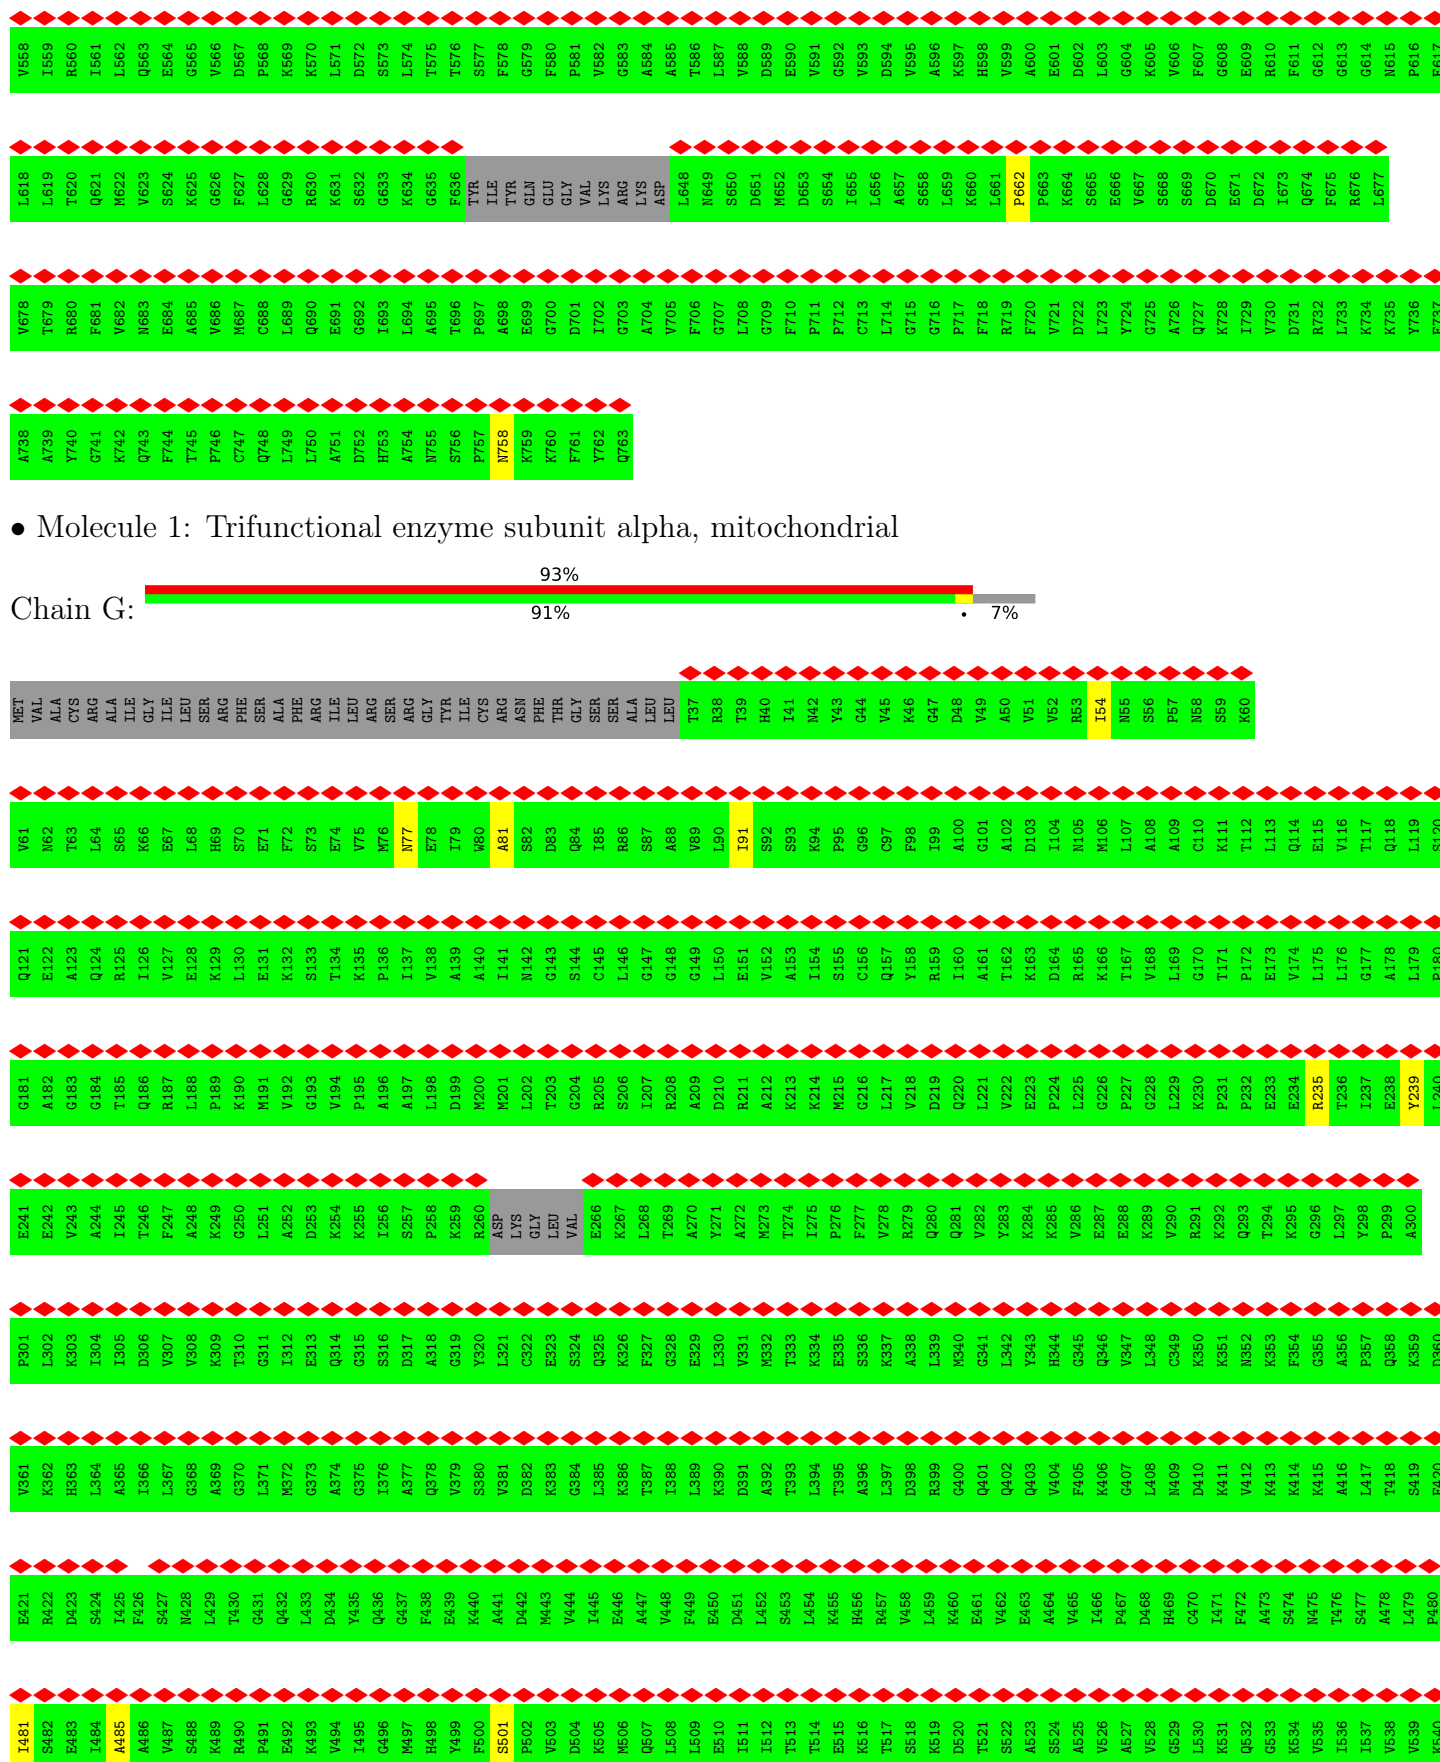 V558 I559 R560 I561 L562 Q563 E564 G565 V566 D567 P568 K569 K570 L571 D572 S573 L574 T575 T576 S577 F578 G579 F580 P581 V582 G583 A584 A585 T586 L587 V588 D589 E590 V591 G592 V593 D594 V595 A596 K597 H598 V599 A600 E601 D602 L603 G604 K605 V606 F607 G608 E609 R610 F611 G612 G613 G614 N615 P616 E617
L618 L619 T620 Q621 M622 V623 S624 K625 G626 F627 L628 G629 R630 K631 S632 G633 K634 G635 F636 TYR ILE TYR GLN GLU GLY VAL LYS ARG LYS ASP L648 N649 S650 D651 M652 D653 S654 I655 L656 A657 S658 L659 K660 L661 P662 P663 K664 S665 E666 V667 S668 S669 D670 E671 D672 I673 Q674 F675 R676 L677
V678 T679 R680 F681 V682 N683 E684 A685 V686 M687 C688 L689 Q690 E691 G692 I693 L694 A695 T696 P697 A698 E699 G700 D701 I702 G703 A704 V705 F706 G707 L708 G709 F710 P711 P712 C713 L714 G715 G716 P717 F718 R719 F720 V721 D722 L723 Y724 G725 A726 Q727 K728 I729 V730 D731 R732 L733 K734 K735 Y736 E737
A738 A739 Y740 G741 K742 Q743 F744 T745 P746 C747 Q748 L749 L750 A751 D752 H753 A754 N755 S756 P757 N758 K759 K760 F761 Y762 Q763
• Molecule 1: Trifunctional enzyme subunit alpha, mitochondrial
93%
Chain G:
91% • 7%
MET VAL ALA CYS ARG ALA ILE GLY ILE LEU SER ARG PHE SER ALA PHE ARG ILE LEU ARG SER ARG GLY TYR ILE CYS ARG ASN PHE THR GLY SER SER ALA LEU LEU T37 R38 T39 H40 I41 N42 Y43 G44 V45 K46 G47 D48 V49 A50 V51 V52 R53 I54 N55 S56 P57 N58 S59 K60
V61 N62 T63 L64 S65 K66 E67 L68 H69 S70 E71 F72 S73 E74 V75 M76 N77 E78 I79 W80 A81 S82 D83 Q84 I85 R86 S87 A88 V89 L90 I91 S92 S93 K94 P95 G96 C97 F98 I99 A100 G101 A102 D103 I104 N105 M106 L107 A108 A109 C110 K111 T112 L113 Q114 E115 V116 T117 Q118 L119 S120
Q121 E122 A123 Q124 R125 I126 V127 E128 K129 L130 E131 K132 S133 T134 K135 P136 I137 V138 A139 A140 I141 N142 G143 S144 C145 L146 G147 G148 G149 L150 E151 V152 A153 I154 S155 C156 Q157 Y158 R159 I160 A161 T162 K163 D164 R165 K166 T167 V168 L169 G170 T171 P172 E173 V174 L175 L176 G177 A178 L179 P180
G181 A182 G183 G184 T185 Q186 R187 L188 P189 K190 M191 V192 G193 V194 P195 A196 A197 L198 D199 M200 M201 L202 T203 G204 R205 S206 I207 R208 A209 D210 R211 A212 K213 K214 M215 G216 L217 V218 D219 Q220 L221 V222 E223 P224 L225 G226 P227 G228 L229 K230 P231 P232 E233 E234 R235 T236 I237 E238 Y239 L240
E241 E242 V243 A244 I245 T246 F247 A248 K249 G250 L251 A252 D253 K254 K255 I256 S257 P258 K259 R260 ASP LYS GLY LEU VAL E266 K267 L268 T269 A270 Y271 A272 M273 T274 I275 P276 F277 V278 R279 Q280 Q281 V282 Y283 K284 K285 V286 E287 E288 K289 V290 R291 K292 Q293 T294 K295 G296 L297 Y298 P299 A300
P301 L302 K303 I304 I305 D306 V307 V308 K309 T310 G311 I312 E313 Q314 G315 S316 D317 A318 G319 Y320 L321 C322 E323 S324 Q325 K326 F327 G328 E329 L330 V331 M332 T333 K334 E335 S336 K337 A338 L339 M340 G341 L342 Y343 H344 G345 Q346 V347 L348 C349 K350 K351 N352 K353 F354 G355 A356 P357 Q358 K359 D360
V361 K362 H363 L364 A365 I366 L367 G368 A369 G370 L371 M372 G373 A374 G375 I376 A377 Q378 V379 S380 V381 D382 K383 G384 L385 K386 T387 I388 L389 K390 D391 A392 T393 L394 T395 A396 L397 D398 R399 G400 Q401 Q402 Q403 V404 F405 K406 G407 L408 N409 D410 K411 V412 K413 K414 K415 A416 L417 T418 S419 F420
E421 R422 D423 S424 I425 F426 S427 N428 L429 T430 G431 Q432 L433 D434 Y435 Q436 G437 F438 E439 K440 A441 D442 M443 V444 I445 E446 A447 V448 F449 E450 D451 L452 S453 L454 K455 H456 R457 V458 L459 K460 E461 V462 E463 A464 V465 I466 P467 D468 H469 C470 I471 F472 A473 S474 N475 T476 S477 A478 L479 P480
I481 S482 E483 I484 A485 A486 V487 S488 K489 R490 P491 E492 K493 V494 I495 G496 M497 H498 Y499 F500 S501 P502 V503 D504 K505 M506 Q507 L508 L509 E510 I511 I512 T513 T514 E515 K516 T517 S518 K519 D520 T521 S522 A523 S524 A525 V526 A527 V528 G529 L530 K531 Q532 G533 K534 V535 I536 I537 V538 V539 K540